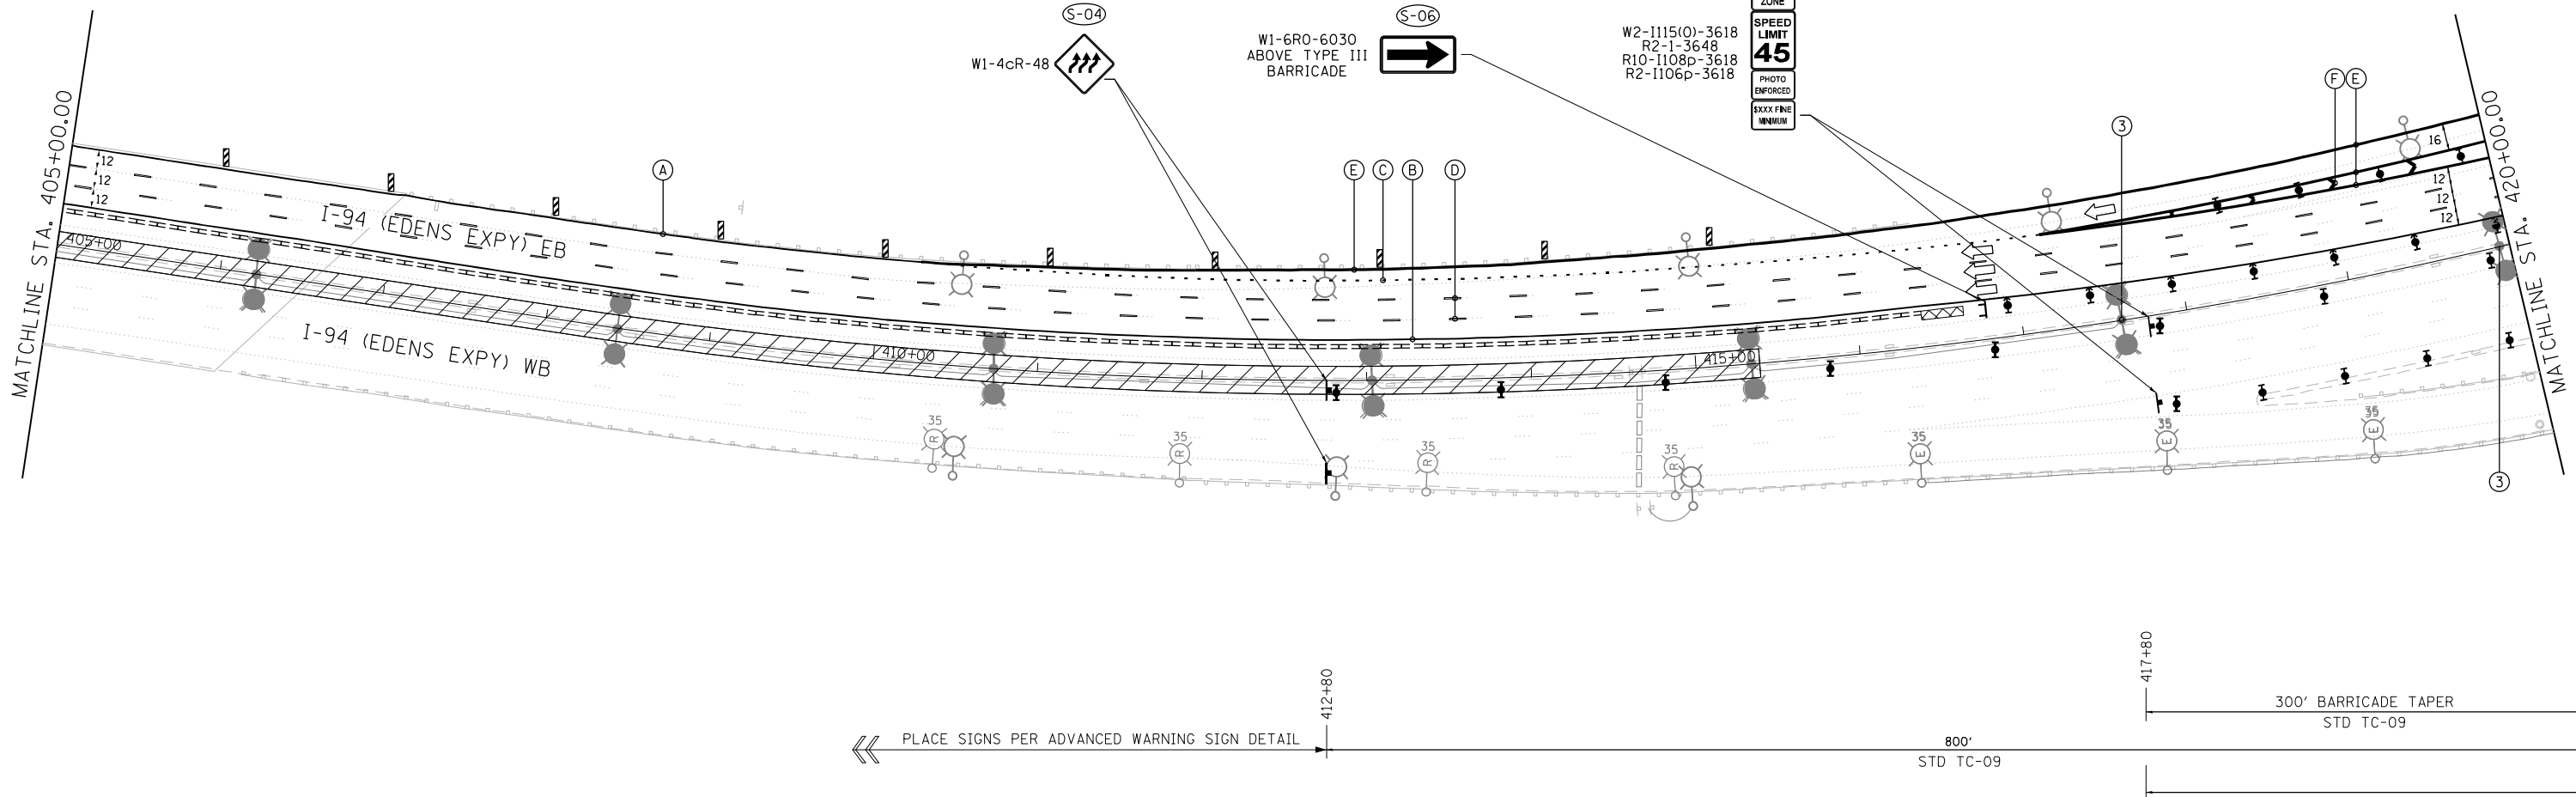 S-04
W1-4cR-48
S-06
W1-6RO-6030
ABOVE TYPE III
BARRICADE
W2-I115(O)-3618
R2-1-3648
R10-I108p-3618
R2-I106p-3618
ZONE
SPEED
LIMIT
45
PHOTO
ENFORCED
$XXX FINE
MINIMUM
MATCHLINE STA. 405+00.00
MATCHLINE STA. 420+00.00
12
12
12
A
E
C
B
D
3
F
E
16
12
12
12
I-94 (EDENS EXPY) EB
405+00
I-94 (EDENS EXPY) WB
410+00
415+00
35
R
35
R
35
R
35
R
35
E
35
E
35
E
3
412+80
417+80
300' BARRICADE TAPER
STD TC-09
PLACE SIGNS PER ADVANCED WARNING SIGN DETAIL
800'
STD TC-09